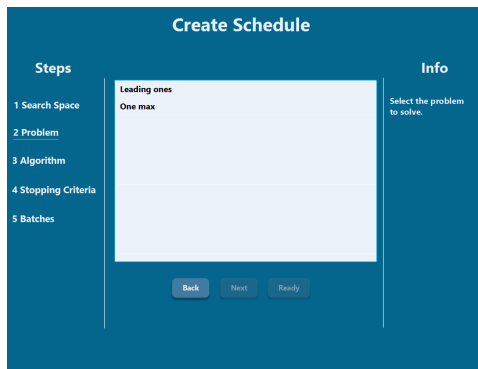 Create Schedule
Steps
1 Search Space
2 Problem
3 Algorithm
4 Stopping Criteria
5 Batches
Leading ones
One max
Back
Next
Ready
Info
Select the problem
to solve.